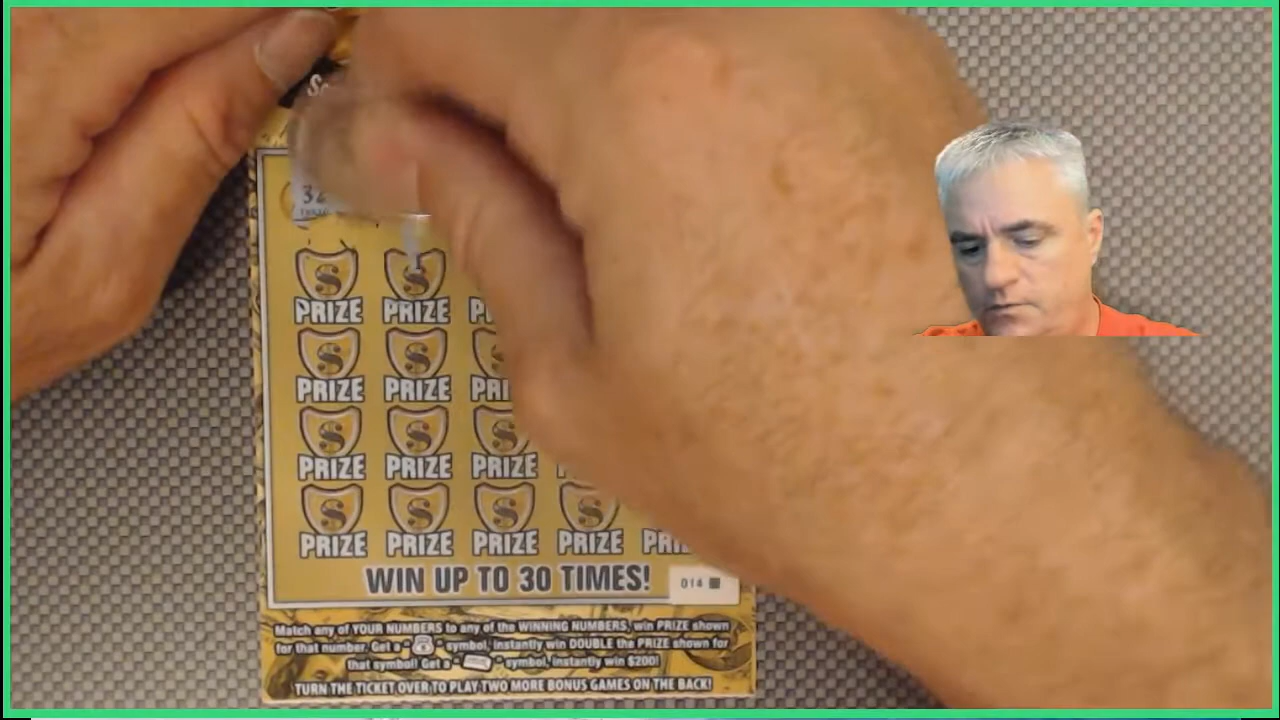 PRIZE PRIZE
PRIZE PRIZE
PRIZE PRIZE PRIZE
PRIZE PRIZE PRIZE PRIZE
WIN UP TO 30 TIMES!
014
Match any of YOUR NUMBERS to any of the WINNING NUMBERS, win PRIZE shown
for that number. Get a " " symbol, instantly win DOUBLE the PRIZE shown for
that symbol! Get a " " symbol, instantly win $200!
TURN THE TICKET OVER TO PLAY TWO MORE BONUS GAMES ON THE BACK!